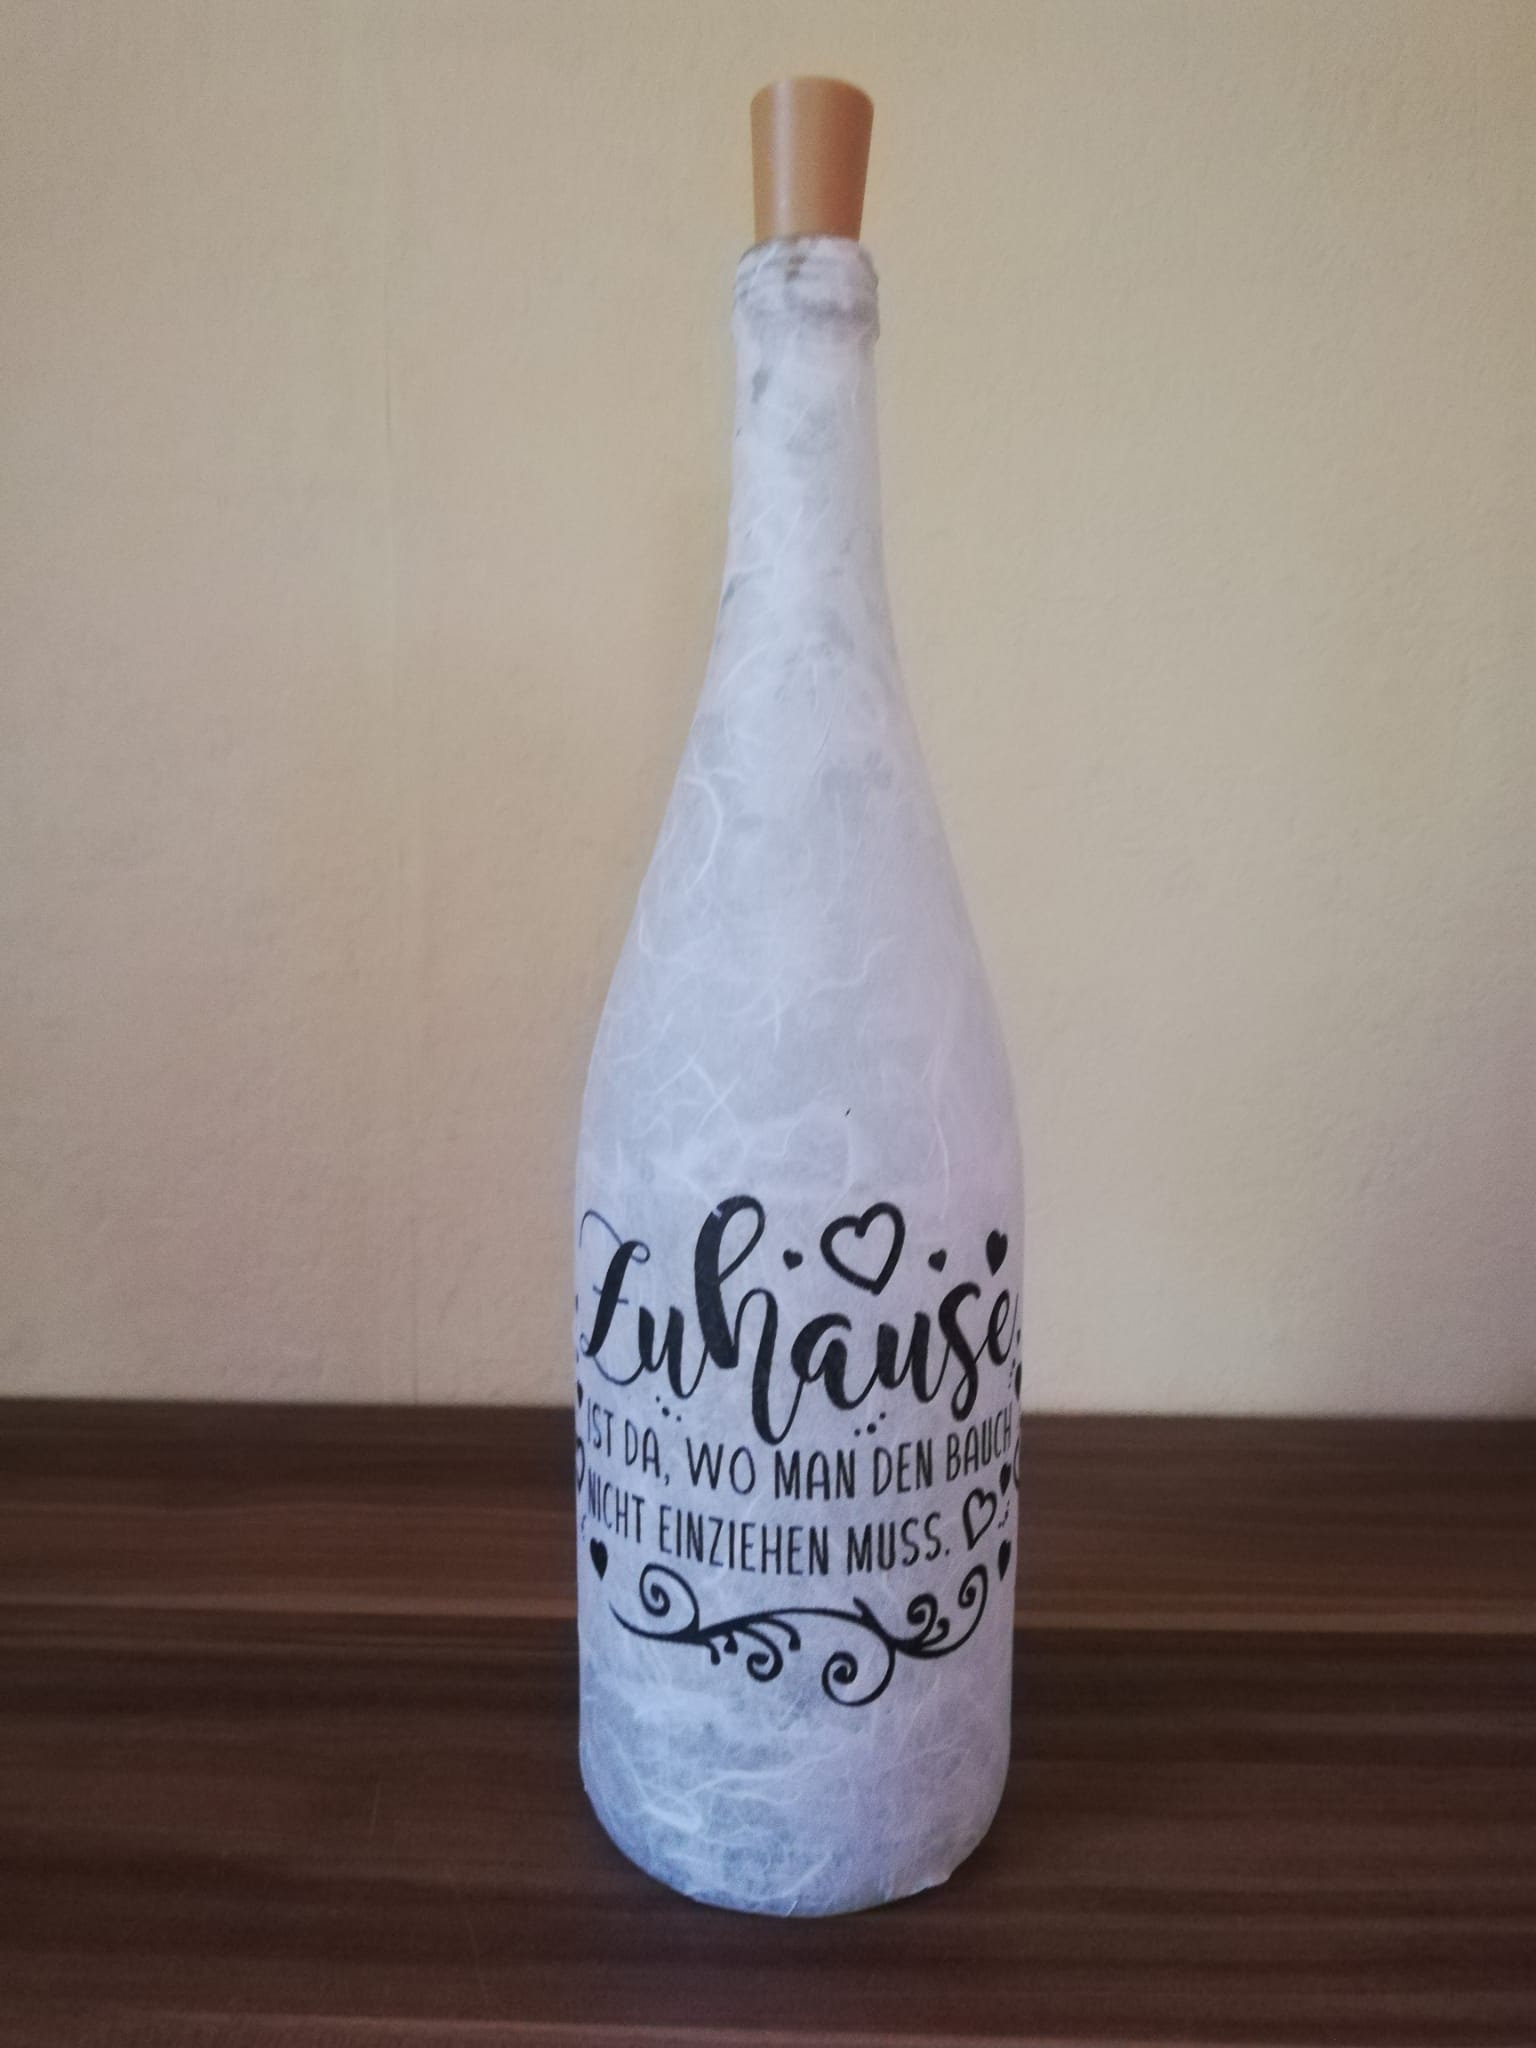 Zuhause
IST DA, WO MAN DEN BAUCH
NICHT EINZIEHEN MUSS.